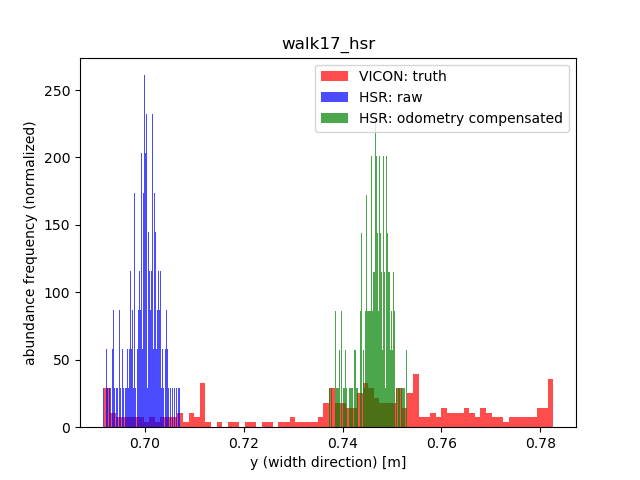 walk17_hsr
VICON: truth
HSR: raw
HSR: odometry compensated
abundance frequency (normalized)
250
200
150
100
50
0
0.70 0.72 0.74 0.76 0.78
y (width direction) [m]